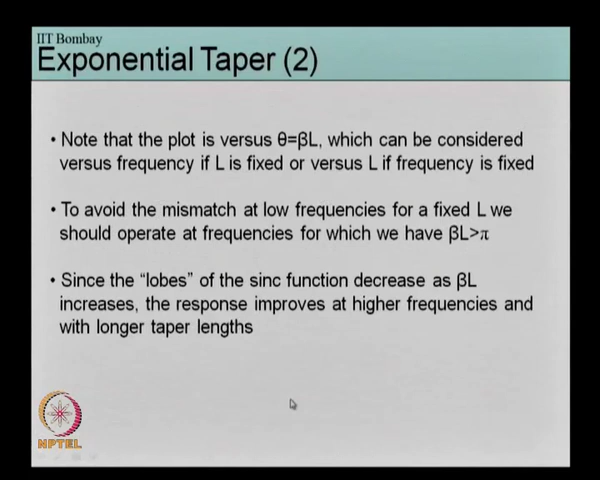 IIT Bombay
Exponential Taper (2)
• Note that the plot is versus θ=βL, which can be considered
versus frequency if L is fixed or versus L if frequency is fixed
• To avoid the mismatch at low frequencies for a fixed L we
should operate at frequencies for which we have βL>π
• Since the “lobes” of the sinc function decrease as βL
increases, the response improves at higher frequencies and
with longer taper lengths
NPTEL